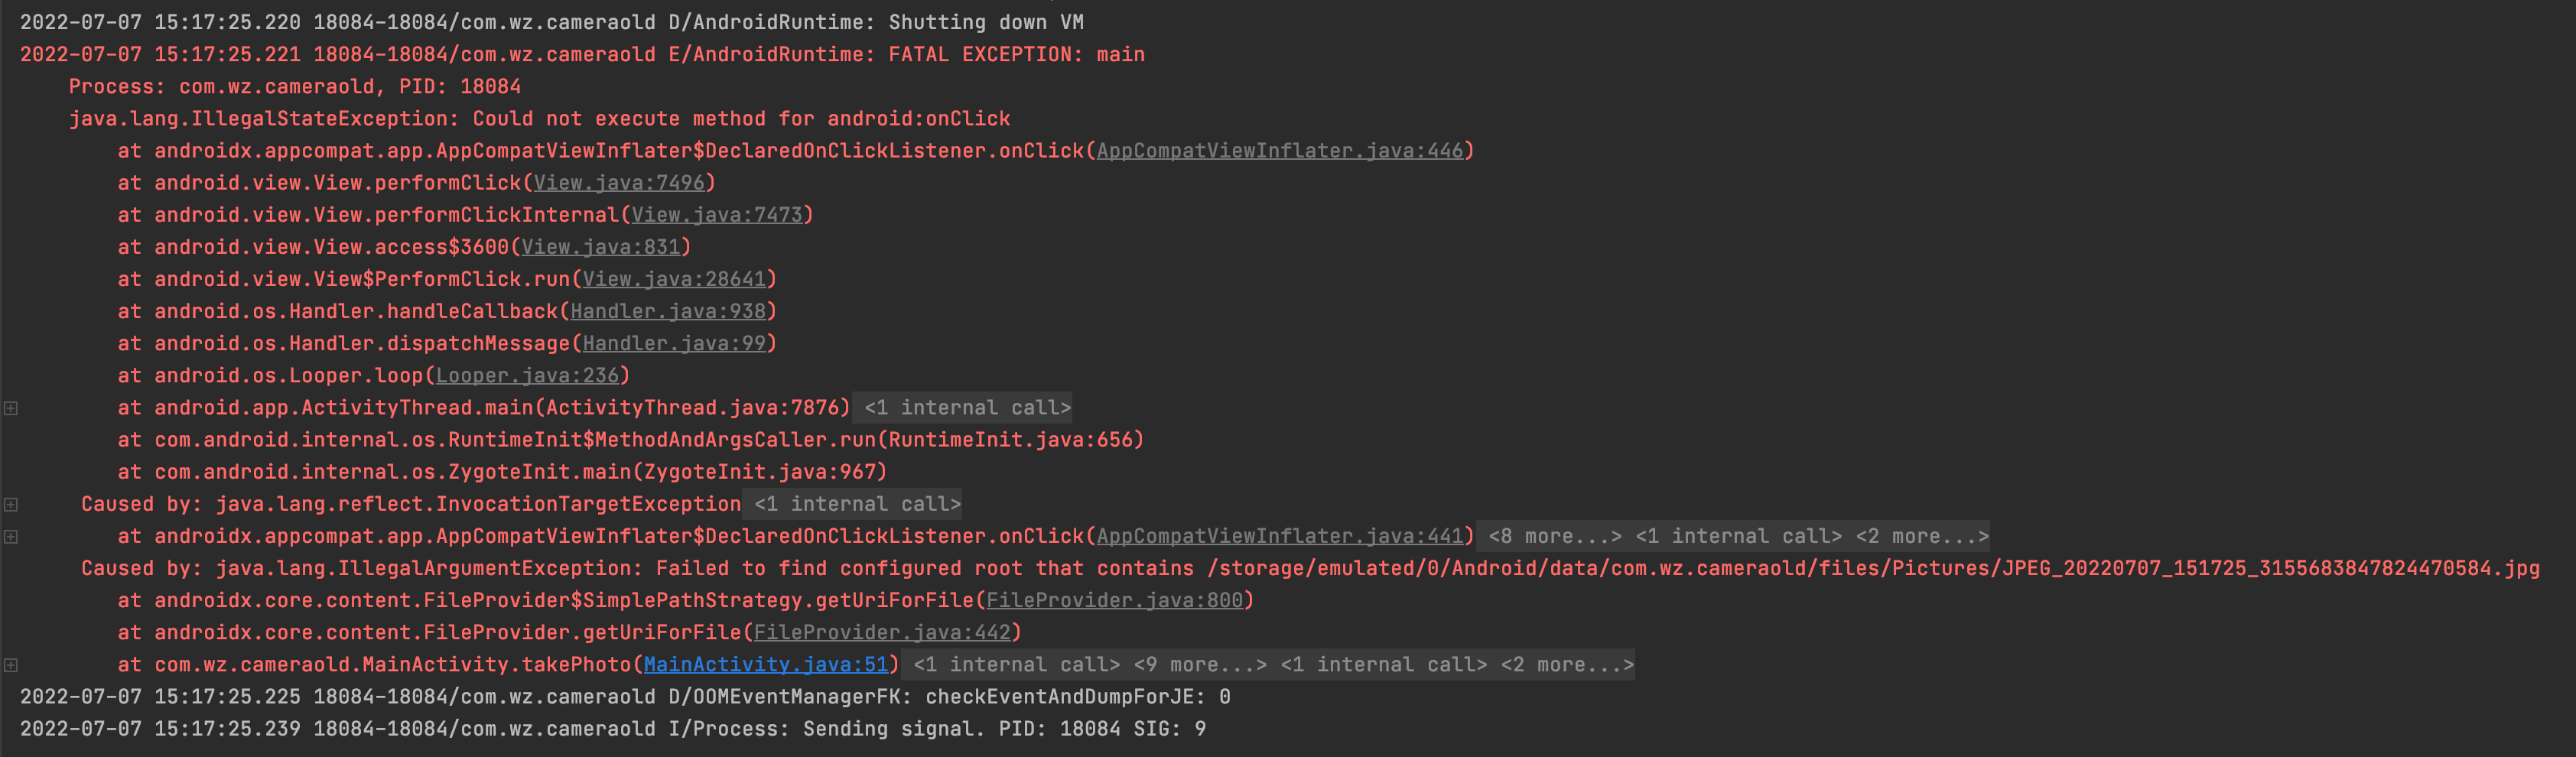 2022-07-07 15:17:25.220 18084-18084/com.wz.cameraold D/AndroidRuntime: Shutting down VM
2022-07-07 15:17:25.221 18084-18084/com.wz.cameraold E/AndroidRuntime: FATAL EXCEPTION: main
Process: com.wz.cameraold, PID: 18084
java.lang.IllegalStateException: Could not execute method for android:onClick
at androidx.appcompat.app.AppCompatViewInflater$DeclaredOnClickListener.onClick(AppCompatViewInflater.java:446)
at android.view.View.performClick(View.java:7496)
at android.view.View.performClickInternal(View.java:7473)
at android.view.View.access$3600(View.java:831)
at android.view.View$PerformClick.run(View.java:28641)
at android.os.Handler.handleCallback(Handler.java:938)
at android.os.Handler.dispatchMessage(Handler.java:99)
at android.os.Looper.loop(Looper.java:236)
at android.app.ActivityThread.main(ActivityThread.java:7876) <1 internal call>
at com.android.internal.os.RuntimeInit$MethodAndArgsCaller.run(RuntimeInit.java:656)
at com.android.internal.os.ZygoteInit.main(ZygoteInit.java:967)
Caused by: java.lang.reflect.InvocationTargetException <1 internal call>
at androidx.appcompat.app.AppCompatViewInflater$DeclaredOnClickListener.onClick(AppCompatViewInflater.java:441) <8 more...> <1 internal call> <2 more...>
Caused by: java.lang.IllegalArgumentException: Failed to find configured root that contains /storage/emulated/0/Android/data/com.wz.cameraold/files/Pictures/JPEG_20220707_151725_3155683847824470584.jpg
at androidx.core.content.FileProvider$SimplePathStrategy.getUriForFile(FileProvider.java:800)
at androidx.core.content.FileProvider.getUriForFile(FileProvider.java:442)
at com.wz.cameraold.MainActivity.takePhoto(MainActivity.java:51) <1 internal call> <9 more...> <1 internal call> <2 more...>
2022-07-07 15:17:25.225 18084-18084/com.wz.cameraold D/OOMEventManagerFK: checkEventAndDumpForJE: 0
2022-07-07 15:17:25.239 18084-18084/com.wz.cameraold I/Process: Sending signal. PID: 18084 SIG: 9